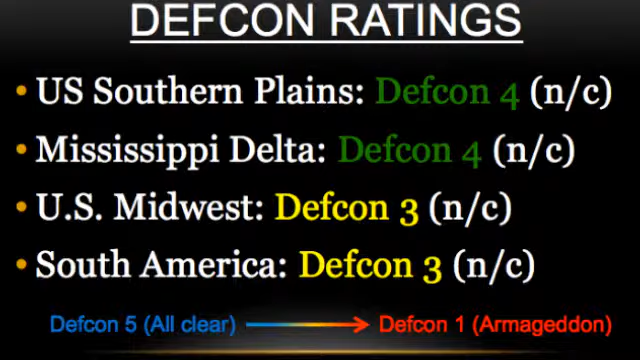 DEFCON RATINGS
• US Southern Plains: Defcon 4 (n/c)
• Mississippi Delta: Defcon 4 (n/c)
• U.S. Midwest: Defcon 3 (n/c)
• South America: Defcon 3 (n/c)
Defcon 5 (All clear) Defcon 1 (Armageddon)